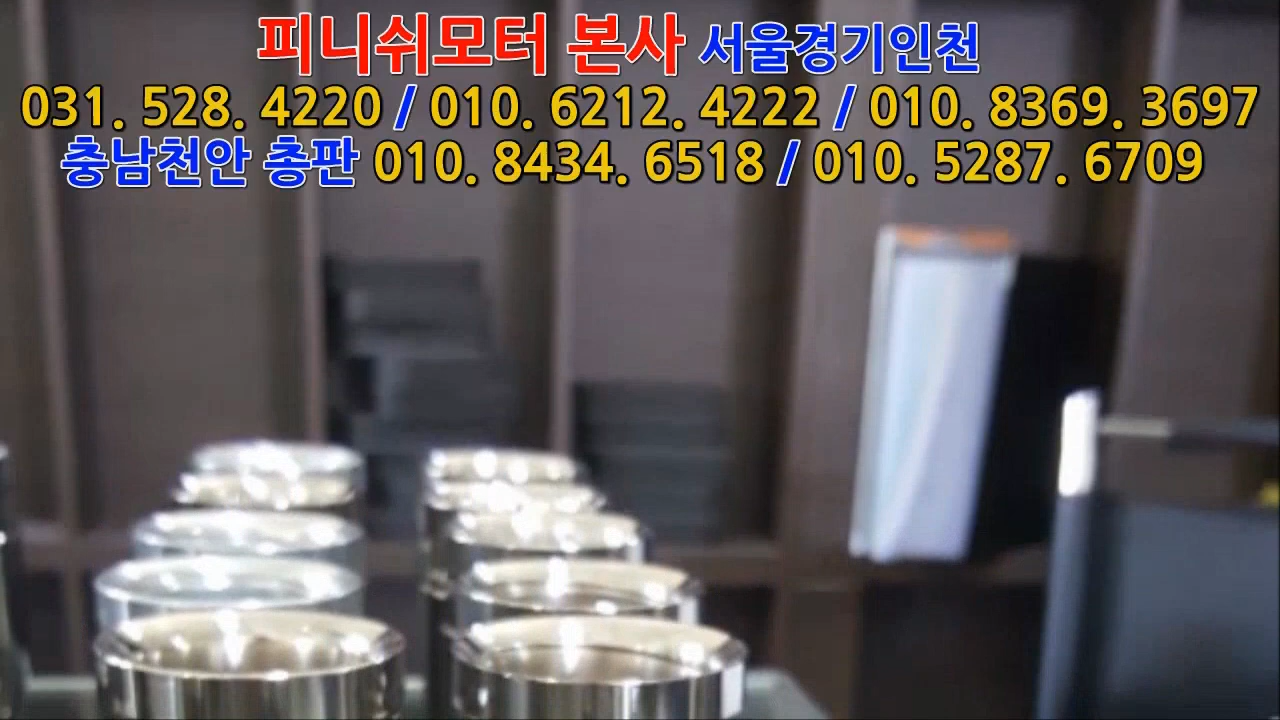 피니쉬모터 본사 서울경기인천
031. 528. 4220 / 010. 6212. 4222 / 010. 8369. 3697
충남천안 총판 010. 8434. 6518 / 010. 5287. 6709